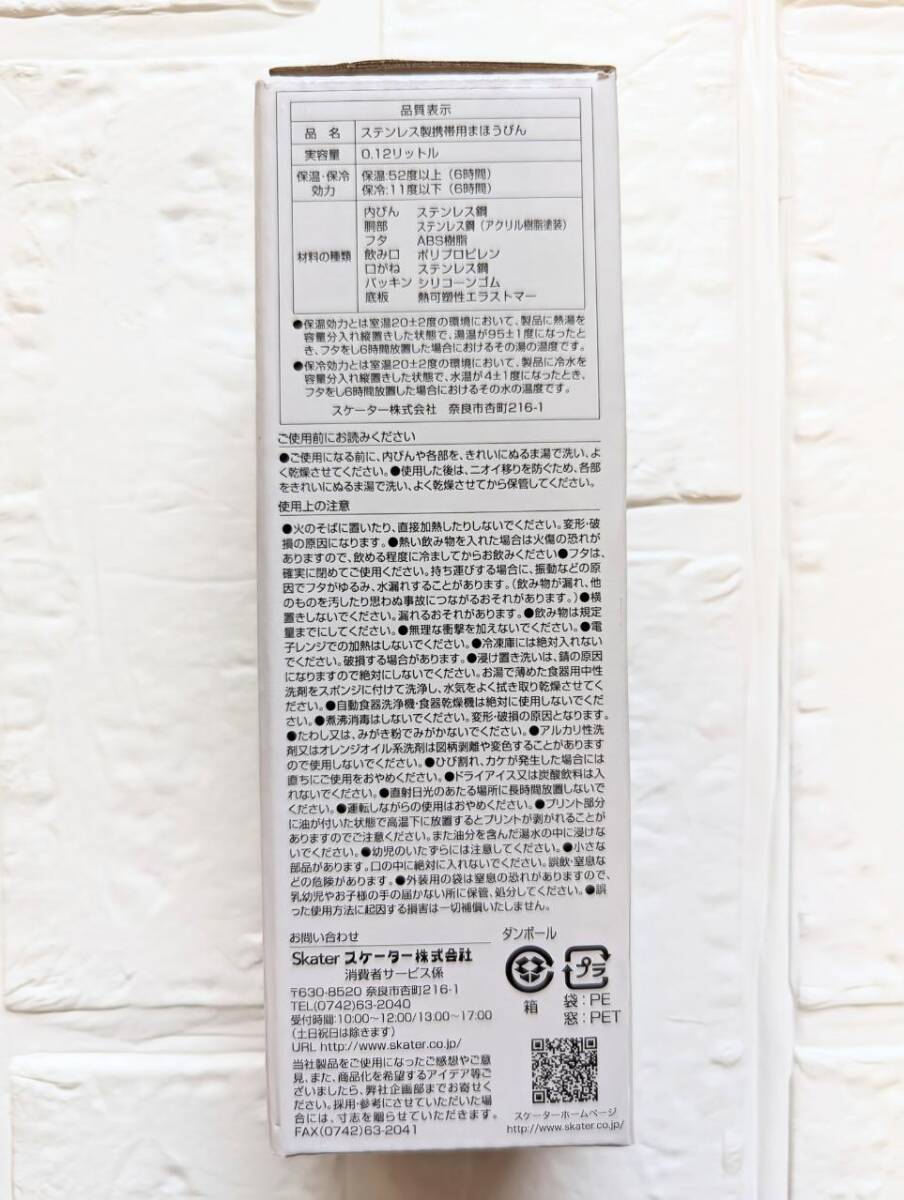 品質表示
品 名 ステンレス製携帯用まほうびん
実容量 0.12リットル
保温・保冷効力 保温:52度以上（6時間）
保冷:11度以下（6時間）
材料の種類
内びん ステンレス鋼
胴部 ステンレス鋼（アクリル樹脂塗装）
フタ ABS樹脂
飲み口 ポリプロピレン
口がね ステンレス鋼
パッキン シリコーンゴム
底板 熱可塑性エラストマー
●保温効力とは室温20±2度の環境において、製品に熱湯を
容量分入れ縦置きした状態で、湯温が95±1度になったと
き、フタをし6時間放置した場合におけるその湯の温度です。
●保冷効力とは室温20±2度の環境において、製品に冷水を
容量分入れ縦置きした状態で、水温が4±1度になったとき、
フタをし6時間放置した場合におけるその水の温度です。
スケーター株式会社 奈良市杏町216-1
ご使用前にお読みください
●ご使用になる前に、内びんや各部を、きれいにぬるま湯で洗い、よ
く乾燥させてください。●使用した後は、ニオイ移りを防ぐため、各部
をきれいにぬるま湯で洗い、よく乾燥させてから保管してください。
使用上の注意
●火のそばに置いたり、直接加熱したりしないでください。変形・破
損の原因になります。●熱い飲み物を入れた場合は火傷の恐れが
ありますので、飲める程度に冷ましてからお飲みください●フタは、
確実に閉めてご使用ください。持ち運びする場合に、振動などの原
因でフタがゆるみ、水漏れすることがあります。（飲み物が漏れ、他
のものを汚したり思わぬ事故につながるおそれがあります。）●横
置きしないでください。漏れるおそれがあります。●飲み物は規定
量までにしてください。●無理な衝撃を加えないでください。●電
子レンジでの加熱はしないでください。●冷凍庫には絶対入れない
でください。破損する場合があります。●浸け置き洗いは、錆の原因
になりますので絶対にしないでください。お湯で薄めた食器用中性
洗剤をスポンジに付けて洗浄し、水気をよく拭き取り乾燥させてく
ださい。●自動食器洗浄機・食器乾燥機は絶対に使用しないでくだ
さい。●煮沸消毒はしないでください。変形・破損の原因となります。
●たわし又は、みがき粉でみがかないでください。●アルカリ性洗
剤又はオレンジオイル系洗剤は図柄剥離や変色することがあります
ので使用しないでください。●ひび割れ、カケが発生した場合には
直ちにご使用をおやめください。●ドライアイス又は炭酸飲料は入
れないでください。●直射日光のあたる場所に長時間放置しないで
ください。●運転しながらの使用はおやめください。●プリント部分
に油が付いた状態で高温下に放置するとプリントが剥がれることが
ありますのでご注意ください。また油分を含んだ湯水の中に浸けな
いでください。●幼児のいたずらには注意してください。●小さな
部品があります。口の中に絶対に入れないでください。誤飲・窒息な
どの危険があります。●外装用の袋は窒息の恐れがありますので、
乳幼児やお子様の手の届かない所に保管、処分してください。●誤
った使用方法に起因する損害は一切補償いたしません。
お問い合わせ
Skater スケーター株式会社
消費者サービス係
〒630-8520 奈良市杏町216-1
TEL(0742)63-2040
受付時間:10:00~12:00/13:00~17:00
(土日祝日は除きます)
URL http://www.skater.co.jp/
当社製品をご使用になったご感想やご意
見、また、商品化を希望するアイデア等ご
ざいましたら、弊社企画部までお寄せく
ださい。採用・参考にさせていただいた場
合には、寸志を贈らせていただきます。
FAX(0742)63-2041
ダンボール
箱
プラ
袋:PE
窓:PET
スケーターホームページ
http://www.skater.co.jp/